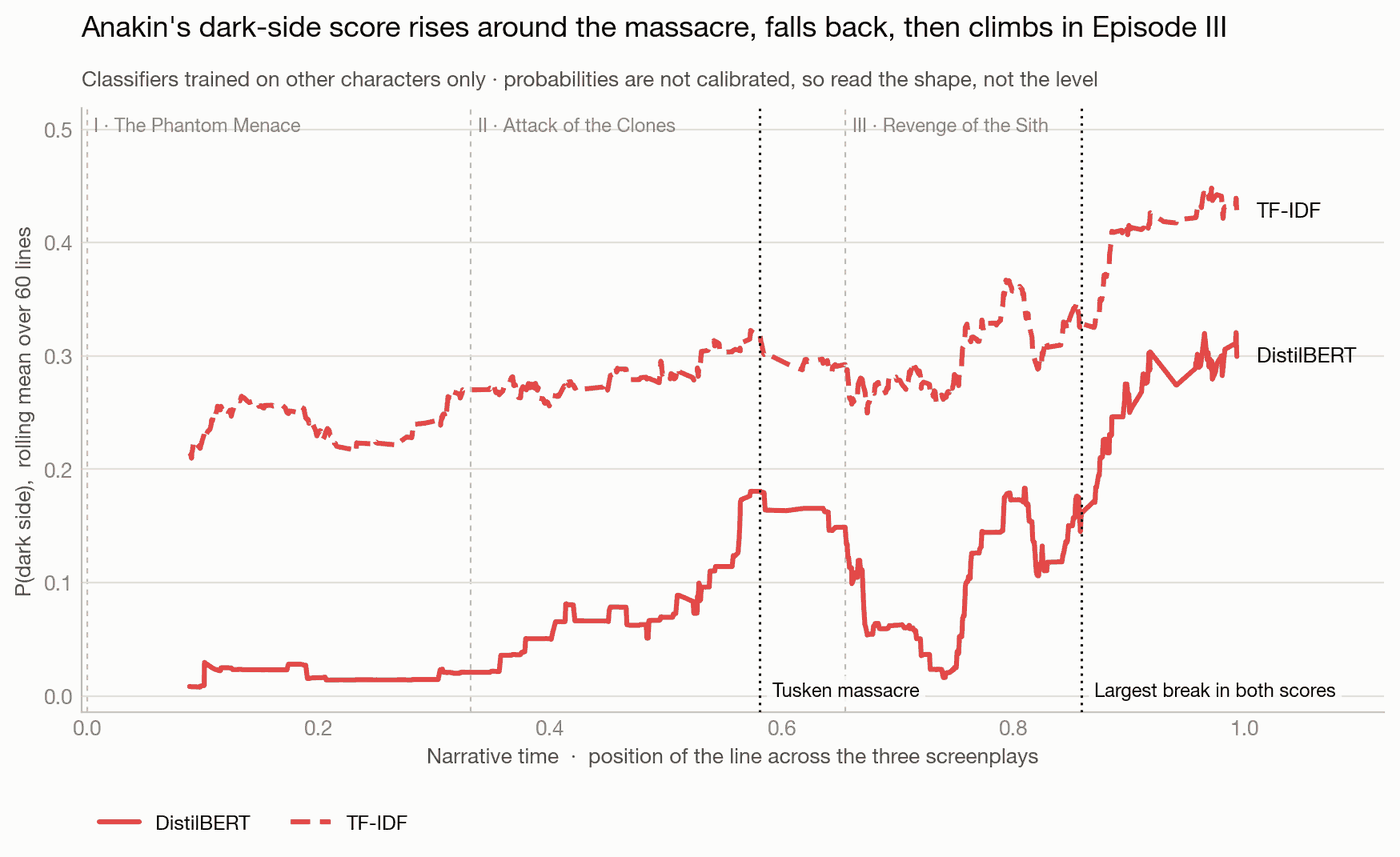 Anakin's dark-side score rises around the massacre, falls back, then climbs in Episode III
Classifiers trained on other characters only · probabilities are not calibrated, so read the shape, not the level
I · The Phantom Menace
II · Attack of the Clones
III · Revenge of the Sith
0.5
0.4
0.3
0.2
0.1
0.0
P(dark side), rolling mean over 60 lines
TF-IDF
DistilBERT
Tusken massacre
Largest break in both scores
0.0 0.2 0.4 0.6 0.8 1.0
Narrative time · position of the line across the three screenplays
DistilBERT TF-IDF